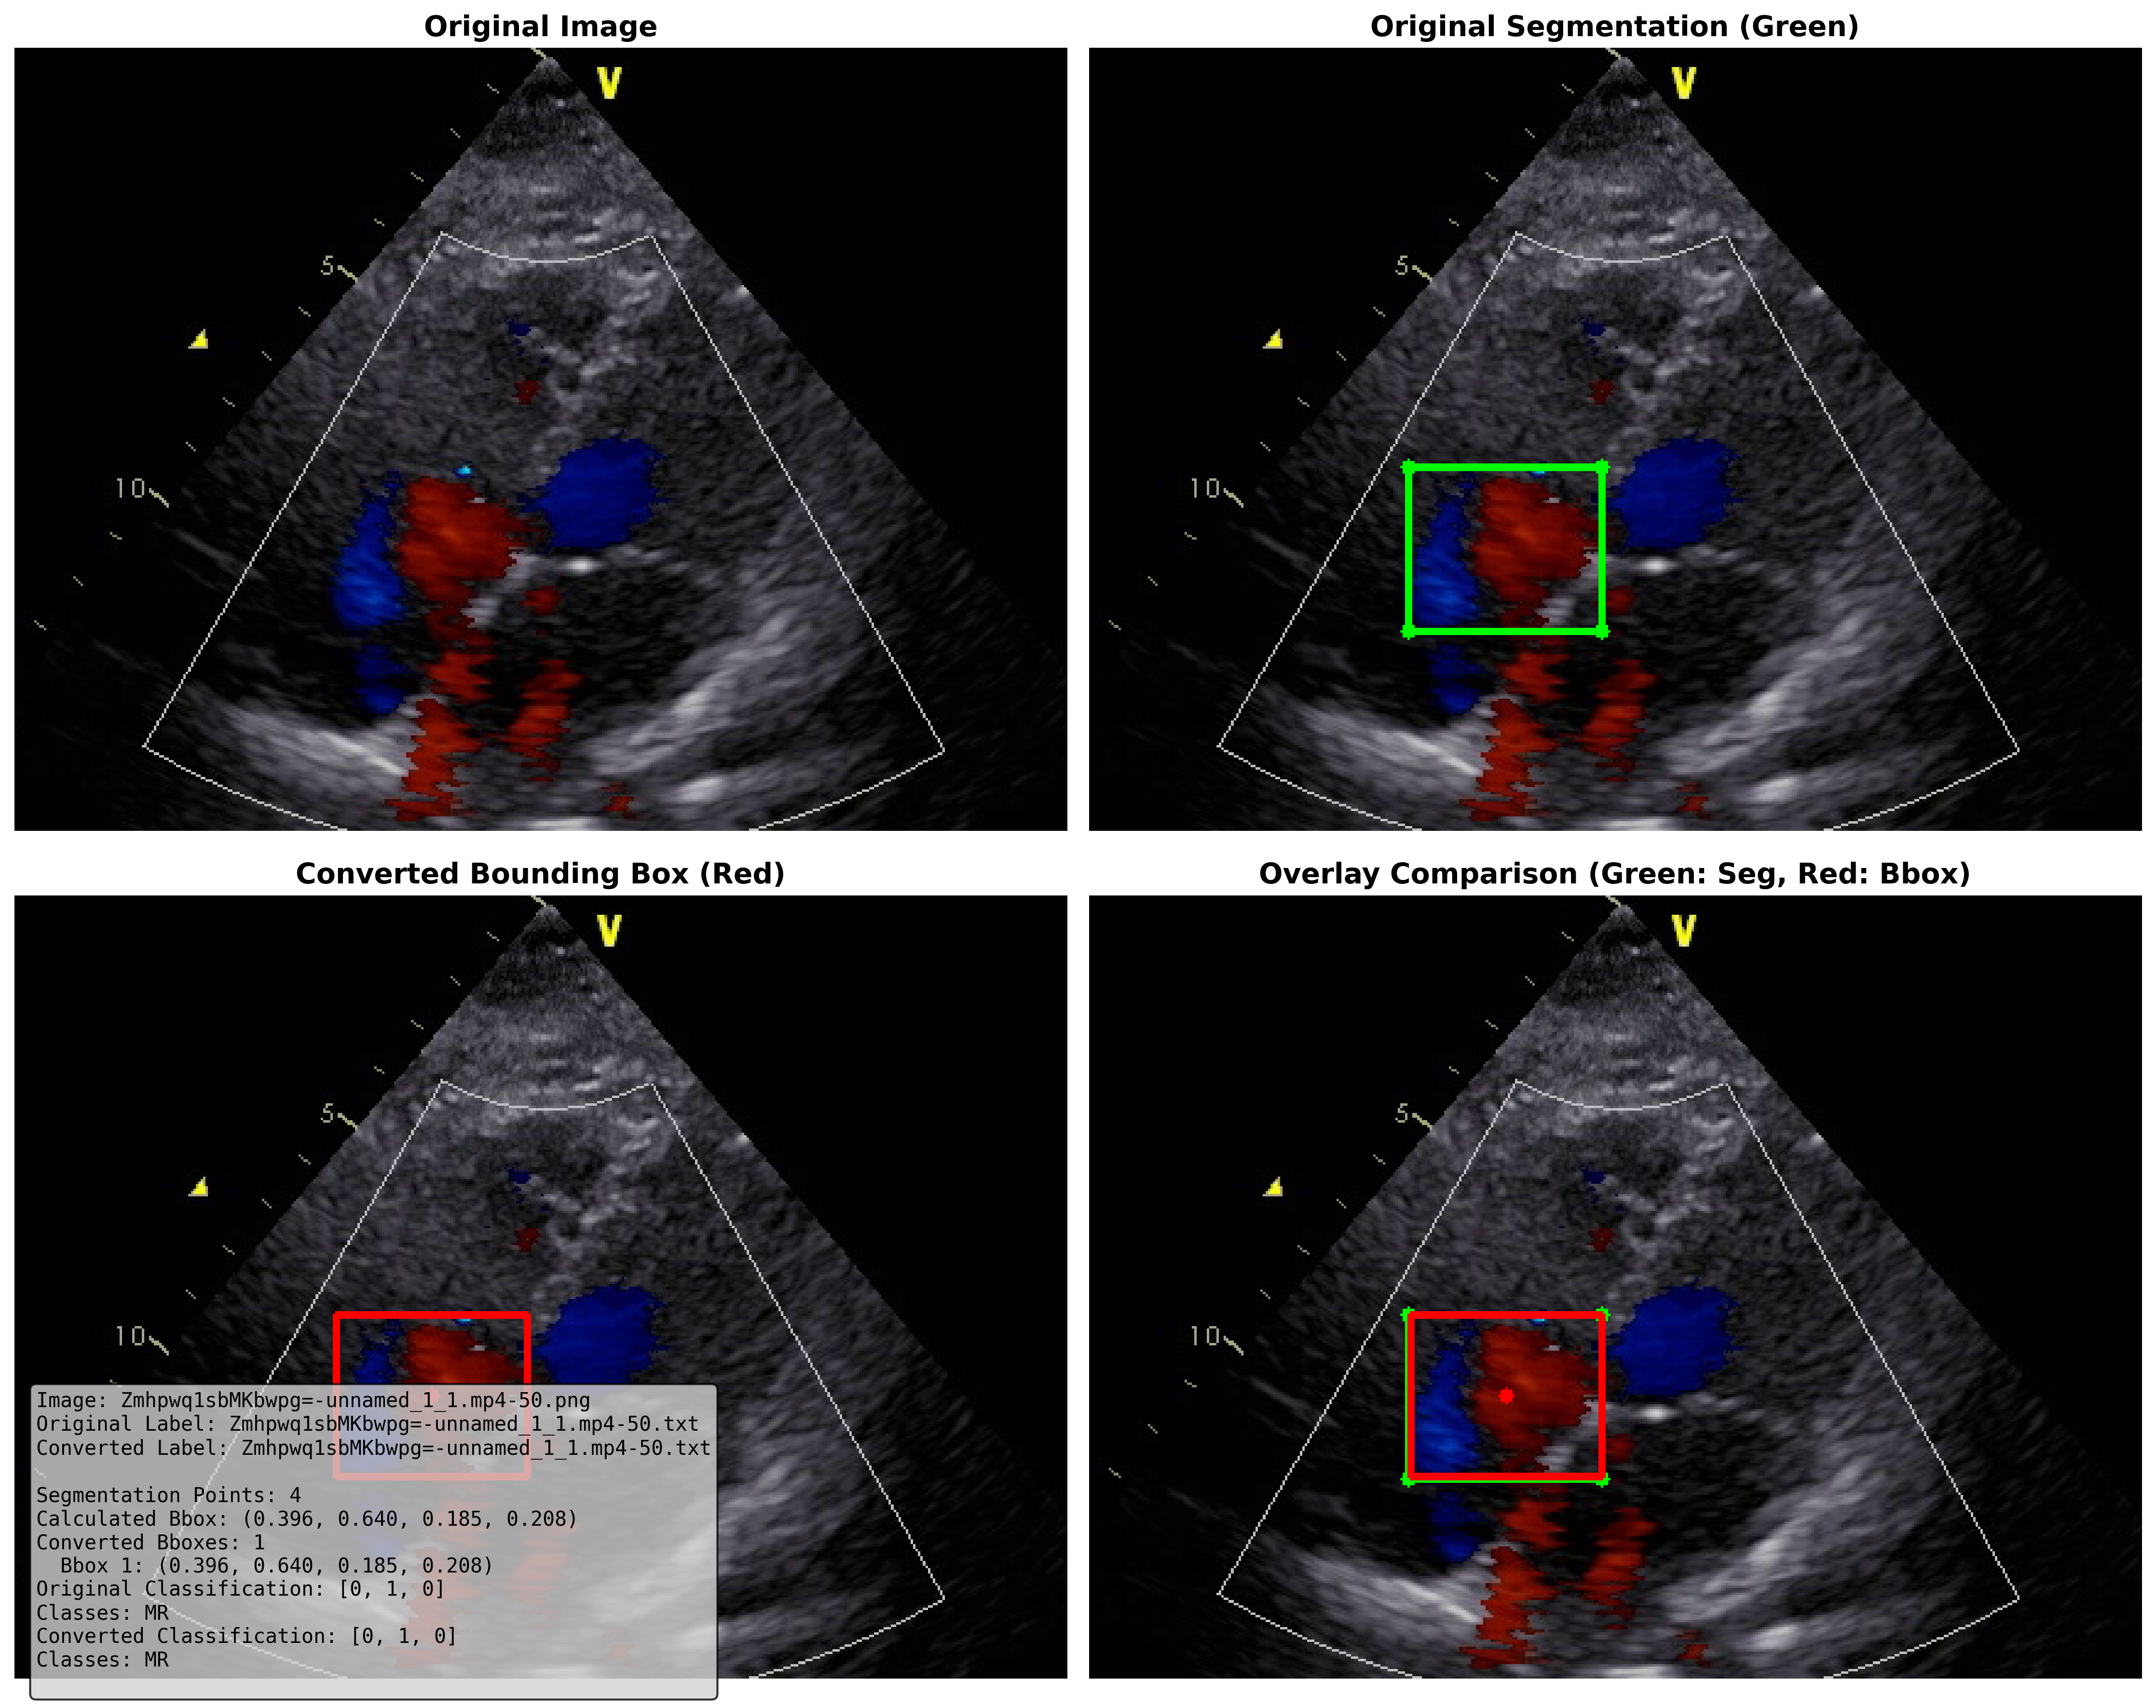 Original Image
Original Segmentation (Green)
V
V
5
5
10
10
Converted Bounding Box (Red)
Overlay Comparison (Green: Seg, Red: Bbox)
V
V
5
5
10
10
Image: Zmhpwq1sbMKbwpg=-unnamed_1_1.mp4-50.png
Original Label: Zmhpwq1sbMKbwpg=-unnamed_1_1.mp4-50.txt
Converted Label: Zmhpwq1sbMKbwpg=-unnamed_1_1.mp4-50.txt
Segmentation Points: 4
Calculated Bbox: (0.396, 0.640, 0.185, 0.208)
Converted Bboxes: 1
Bbox 1: (0.396, 0.640, 0.185, 0.208)
Original Classification: [0, 1, 0]
Classes: MR
Converted Classification: [0, 1, 0]
Classes: MR